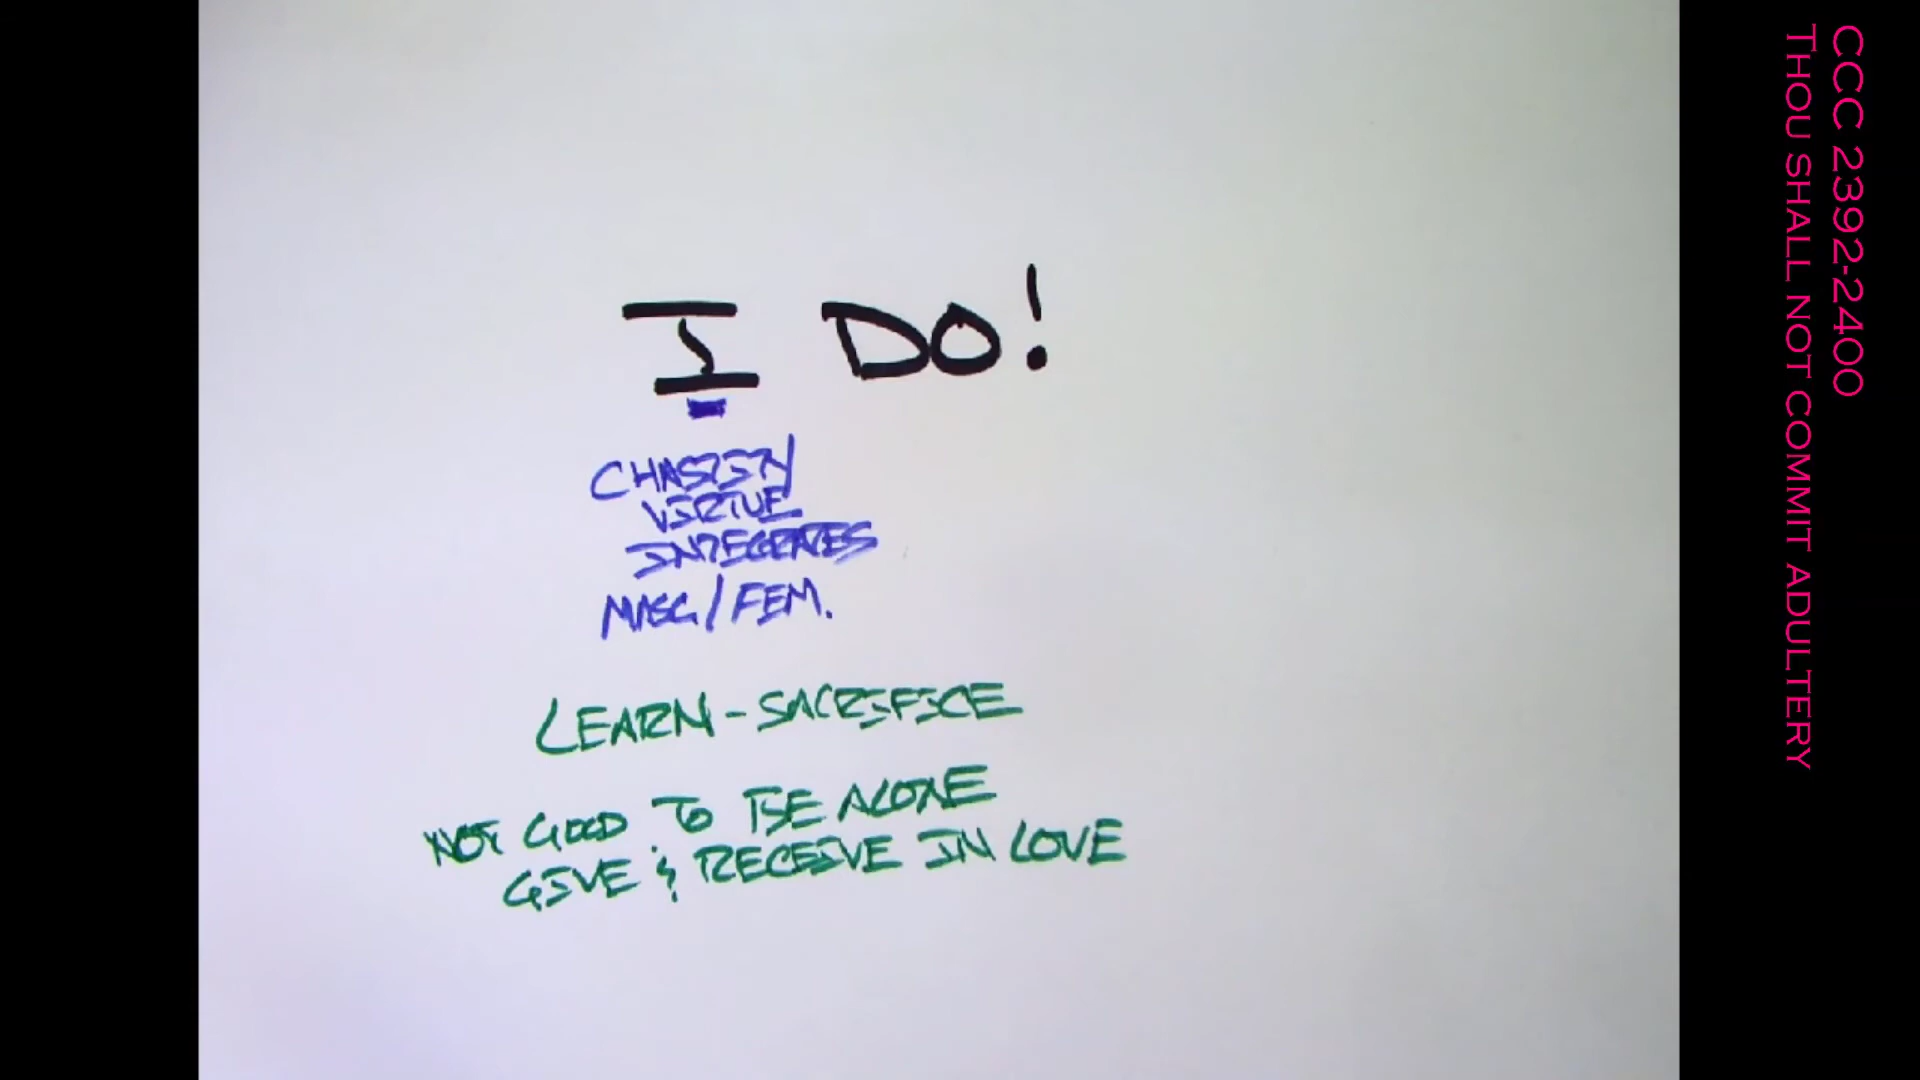 I DO!
CHASTITY
VIRTUE
INTEGRATES
MASC/FEM.
LEARN - SACRIFICE
NOT GOOD TO BE ALONE
GIVE & RECEIVE IN LOVE
CCC 2392-2400
THOU SHALL NOT COMMIT ADULTERY